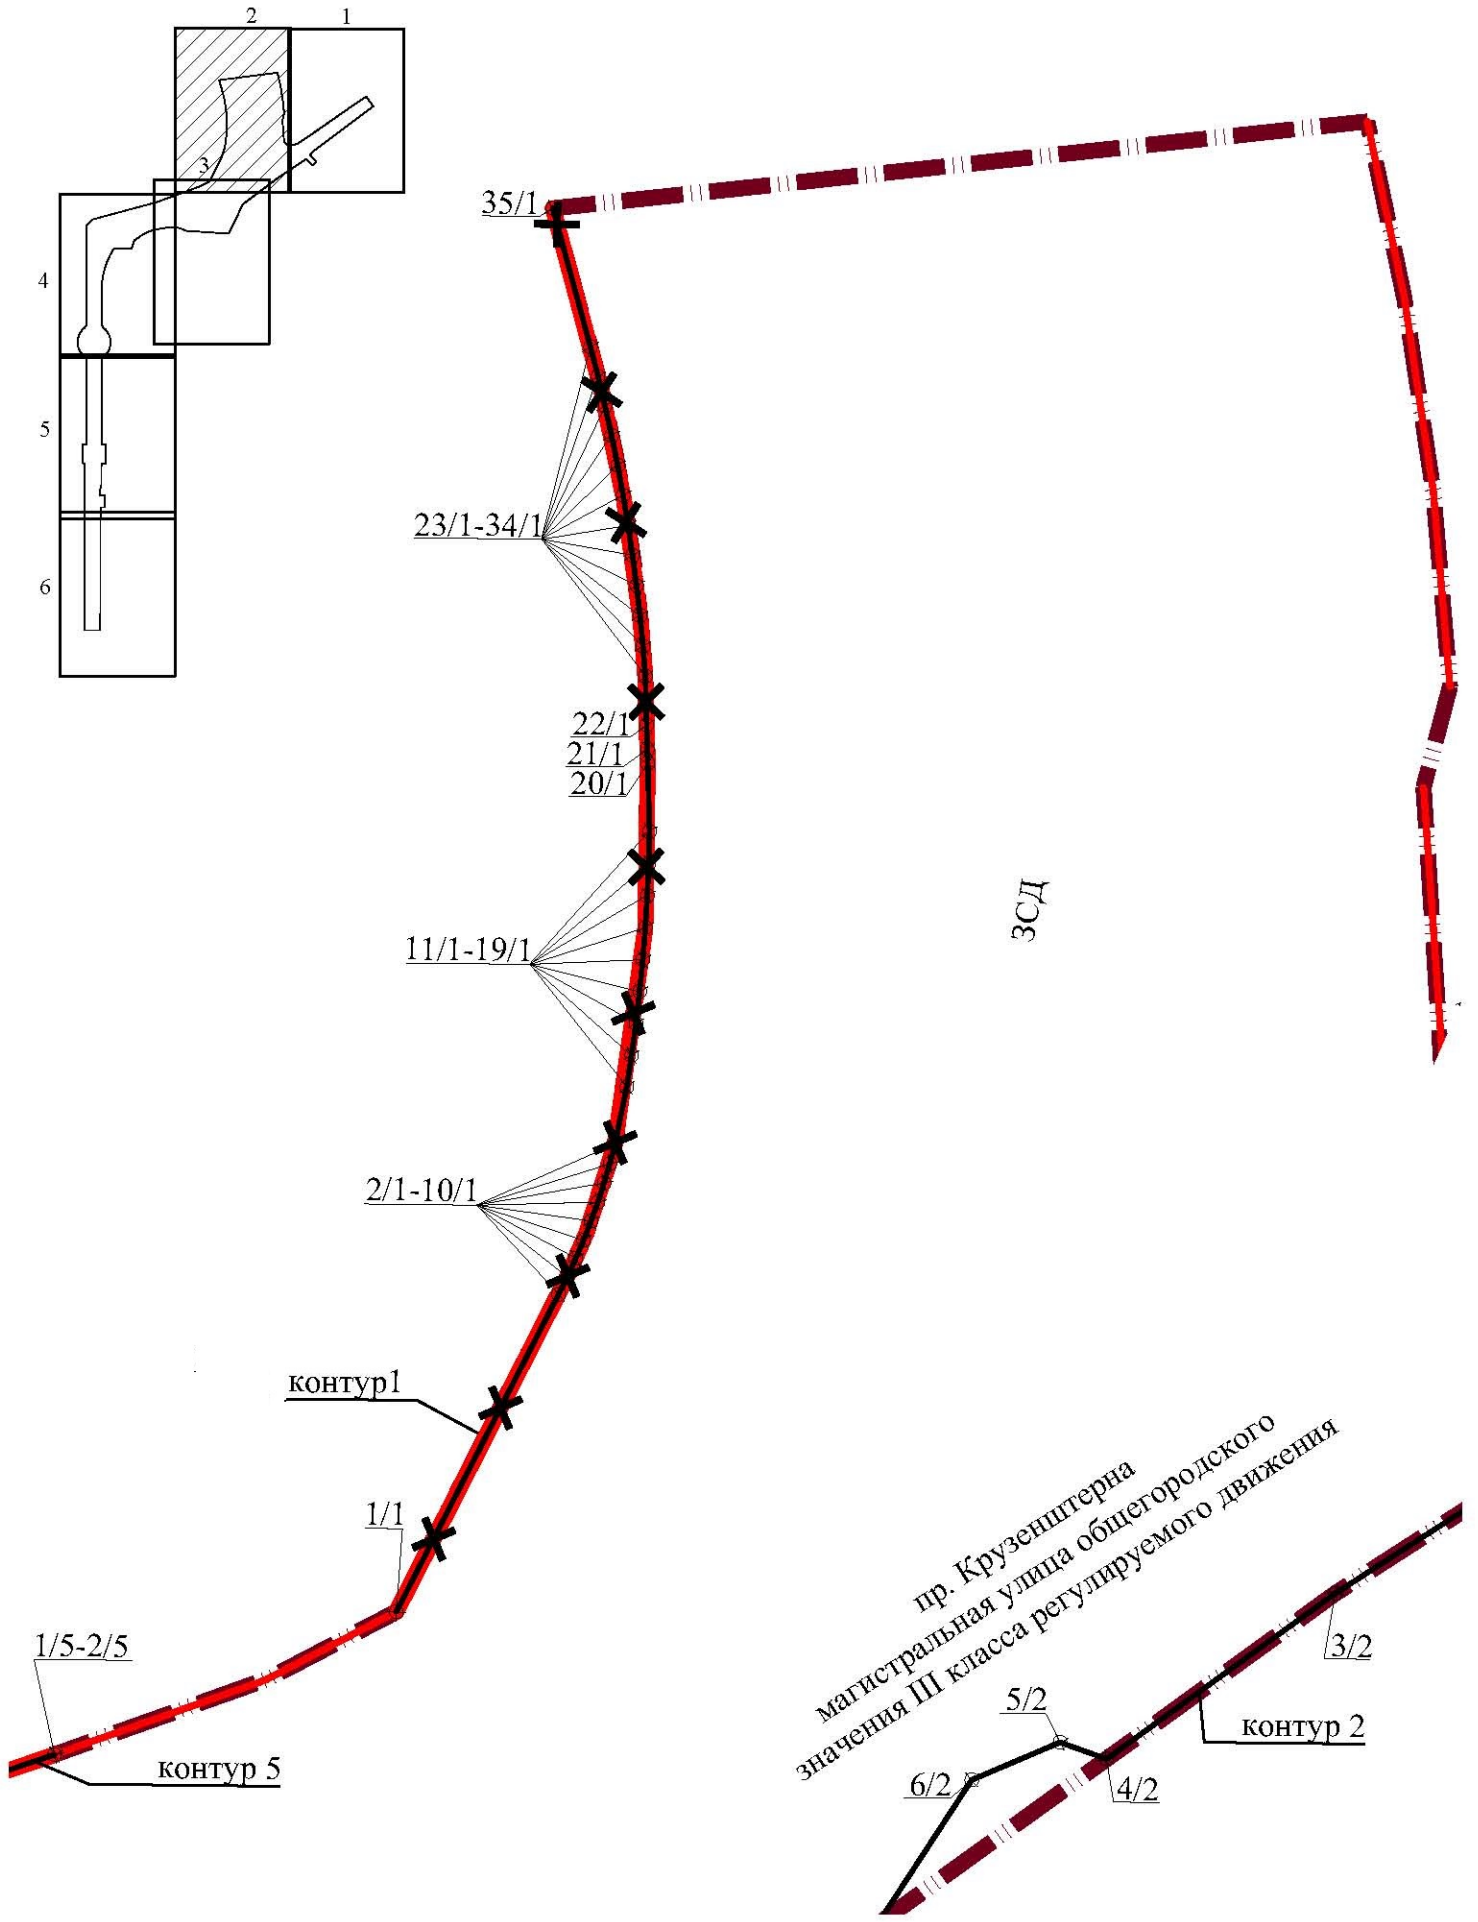 2
1
3
4
5
6
35/1
23/1-34/1
22/1
21/1
20/1
ЗСД
11/1-19/1
2/1-10/1
контур1
1/1
1/5-2/5
контур 5
пр. Крузенштерна
магистральная улица общегородского
значения III класса регулируемого движения
3/2
5/2
контур 2
6/2
4/2